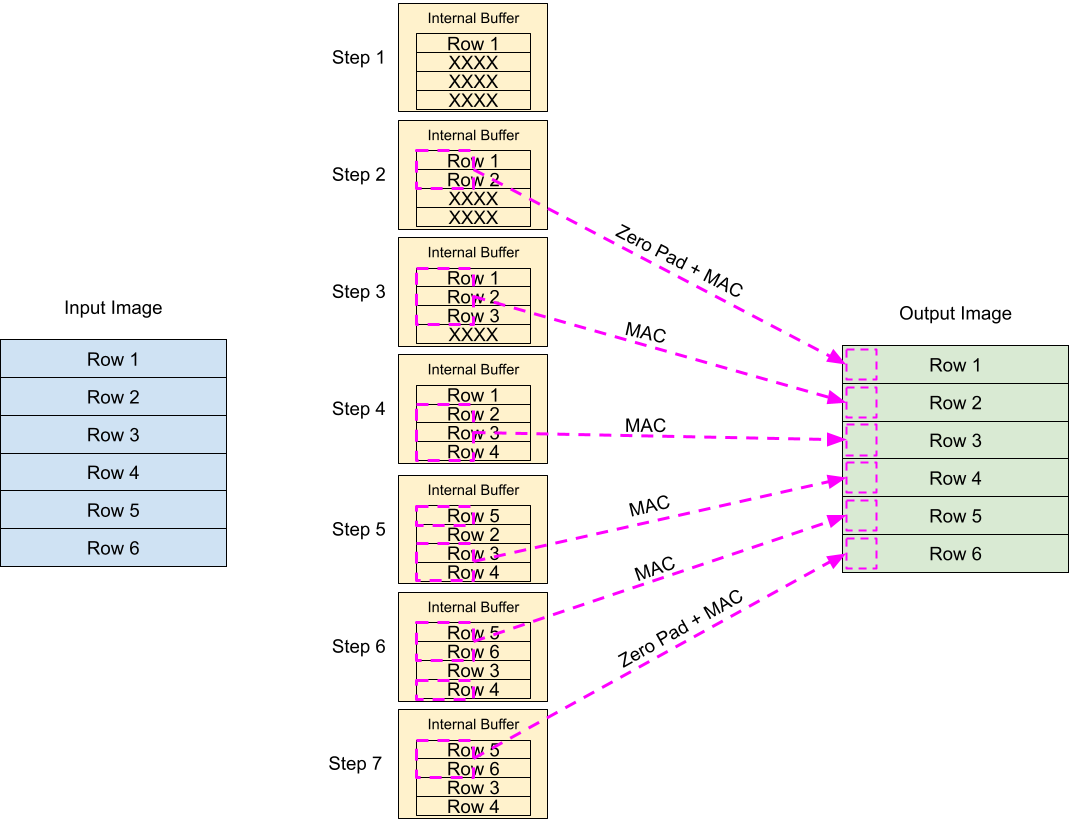 Input Image
Row 1
Row 2
Row 3
Row 4
Row 5
Row 6
Step 1
Internal Buffer
Row 1
XXXX
XXXX
XXXX
Step 2
Internal Buffer
Row 1
Row 2
XXXX
XXXX
Step 3
Internal Buffer
Row 1
Row 2
Row 3
XXXX
Step 4
Internal Buffer
Row 1
Row 2
Row 3
Row 4
Step 5
Internal Buffer
Row 5
Row 2
Row 3
Row 4
Step 6
Internal Buffer
Row 5
Row 6
Row 3
Row 4
Step 7
Internal Buffer
Row 5
Row 6
Row 3
Row 4
Zero Pad + MAC
MAC
MAC
MAC
MAC
Zero Pad + MAC
Output Image
Row 1
Row 2
Row 3
Row 4
Row 5
Row 6